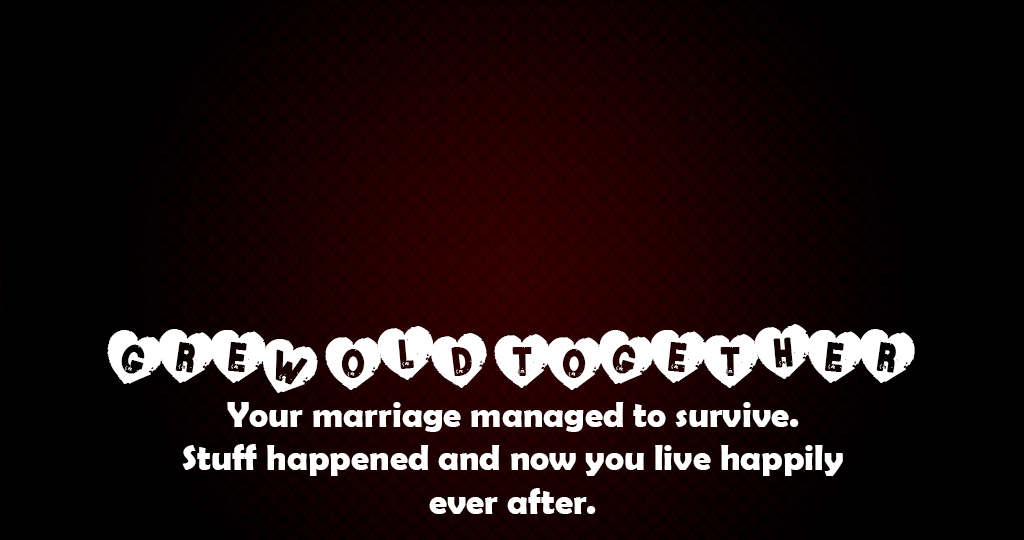 GREW OLD TOGETHER
Your marriage managed to survive.
Stuff happened and now you live happily
ever after.